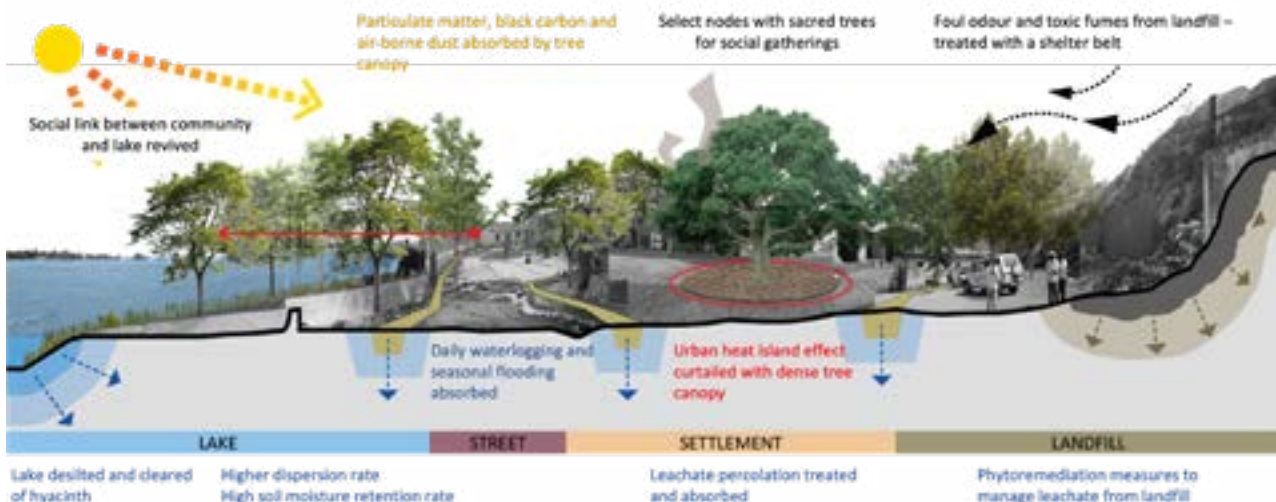 Particulate matter, black carbon and
air-borne dust absorbed by tree
canopy
Select nodes with sacred trees
for social gatherings
Foul odour and toxic fumes from landfill –
treated with a shelter belt
Social link between community
and lake revived
Daily waterlogging and
seasonal flooding
absorbed
Urban heat island effect
curtailed with dense tree
canopy
LAKE
STREET
SETTLEMENT
LANDFILL
Lake desilted and cleared
of hyacinth
Higher dispersion rate
High soil moisture retention rate
Leachate percolation treated
and absorbed
Phytoremediation measures to
manage leachate from landfill